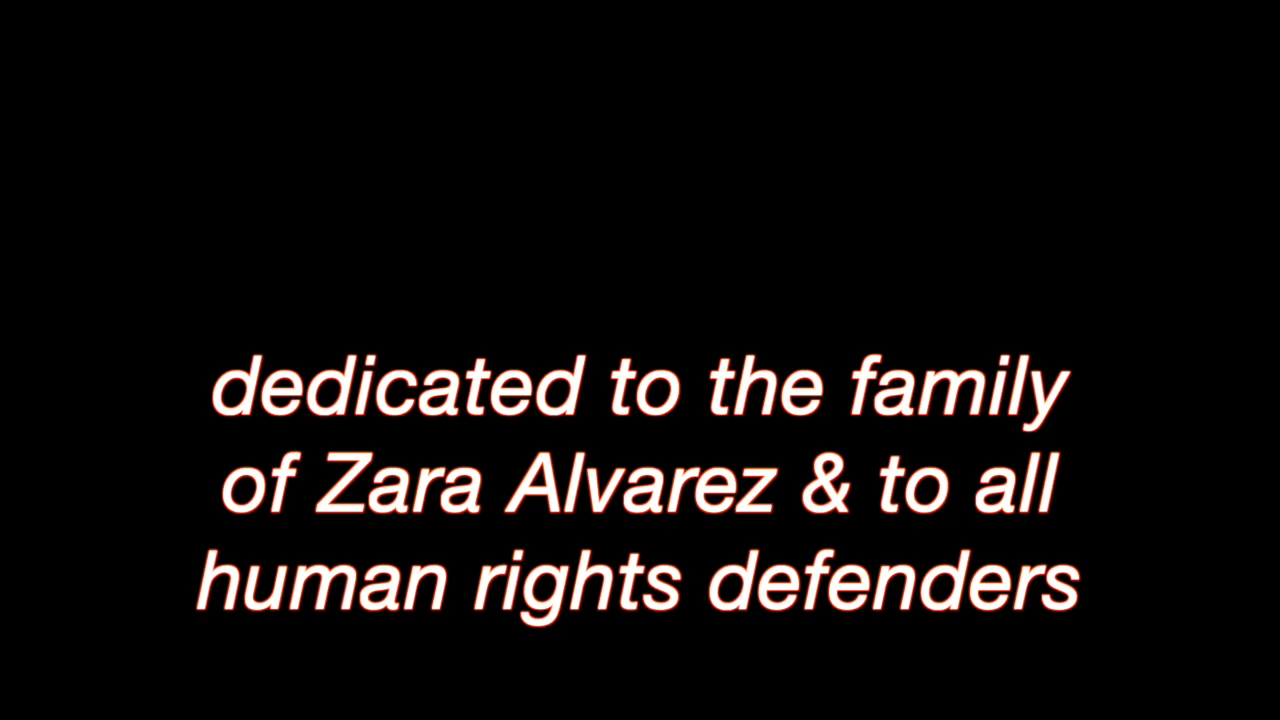 dedicated to the family
of Zara Alvarez & to all
human rights defenders